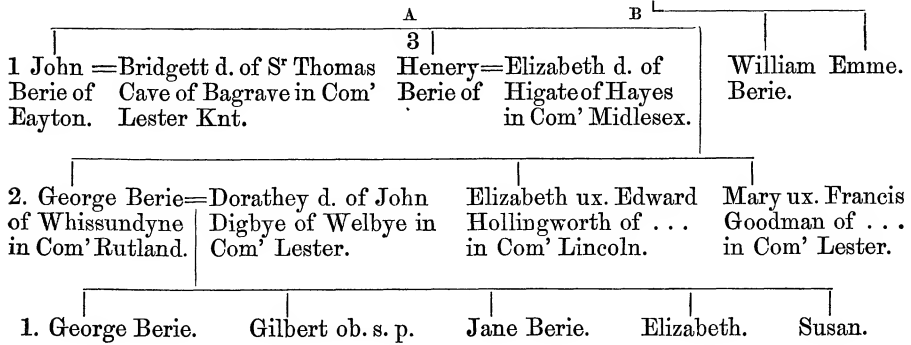 A B
3
1 John = Bridgett d. of Sʳ Thomas Henery = Elizabeth d. of William Emme.
Berie of Cave of Bagrave in Com' Berie of Higate of Hayes Berie.
Eayton. Lester Knt. in Com' Midlesex.
2. George Berie = Dorathey d. of John Elizabeth ux. Edward Mary ux. Francis
of Whissundyne Digbye of Welbye in Hollingworth of . . . Goodman of . . .
in Com' Rutland. Com' Lester. in Com' Lincoln. in Com' Lester.
1. George Berie. Gilbert ob. s. p. Jane Berie. Elizabeth. Susan.